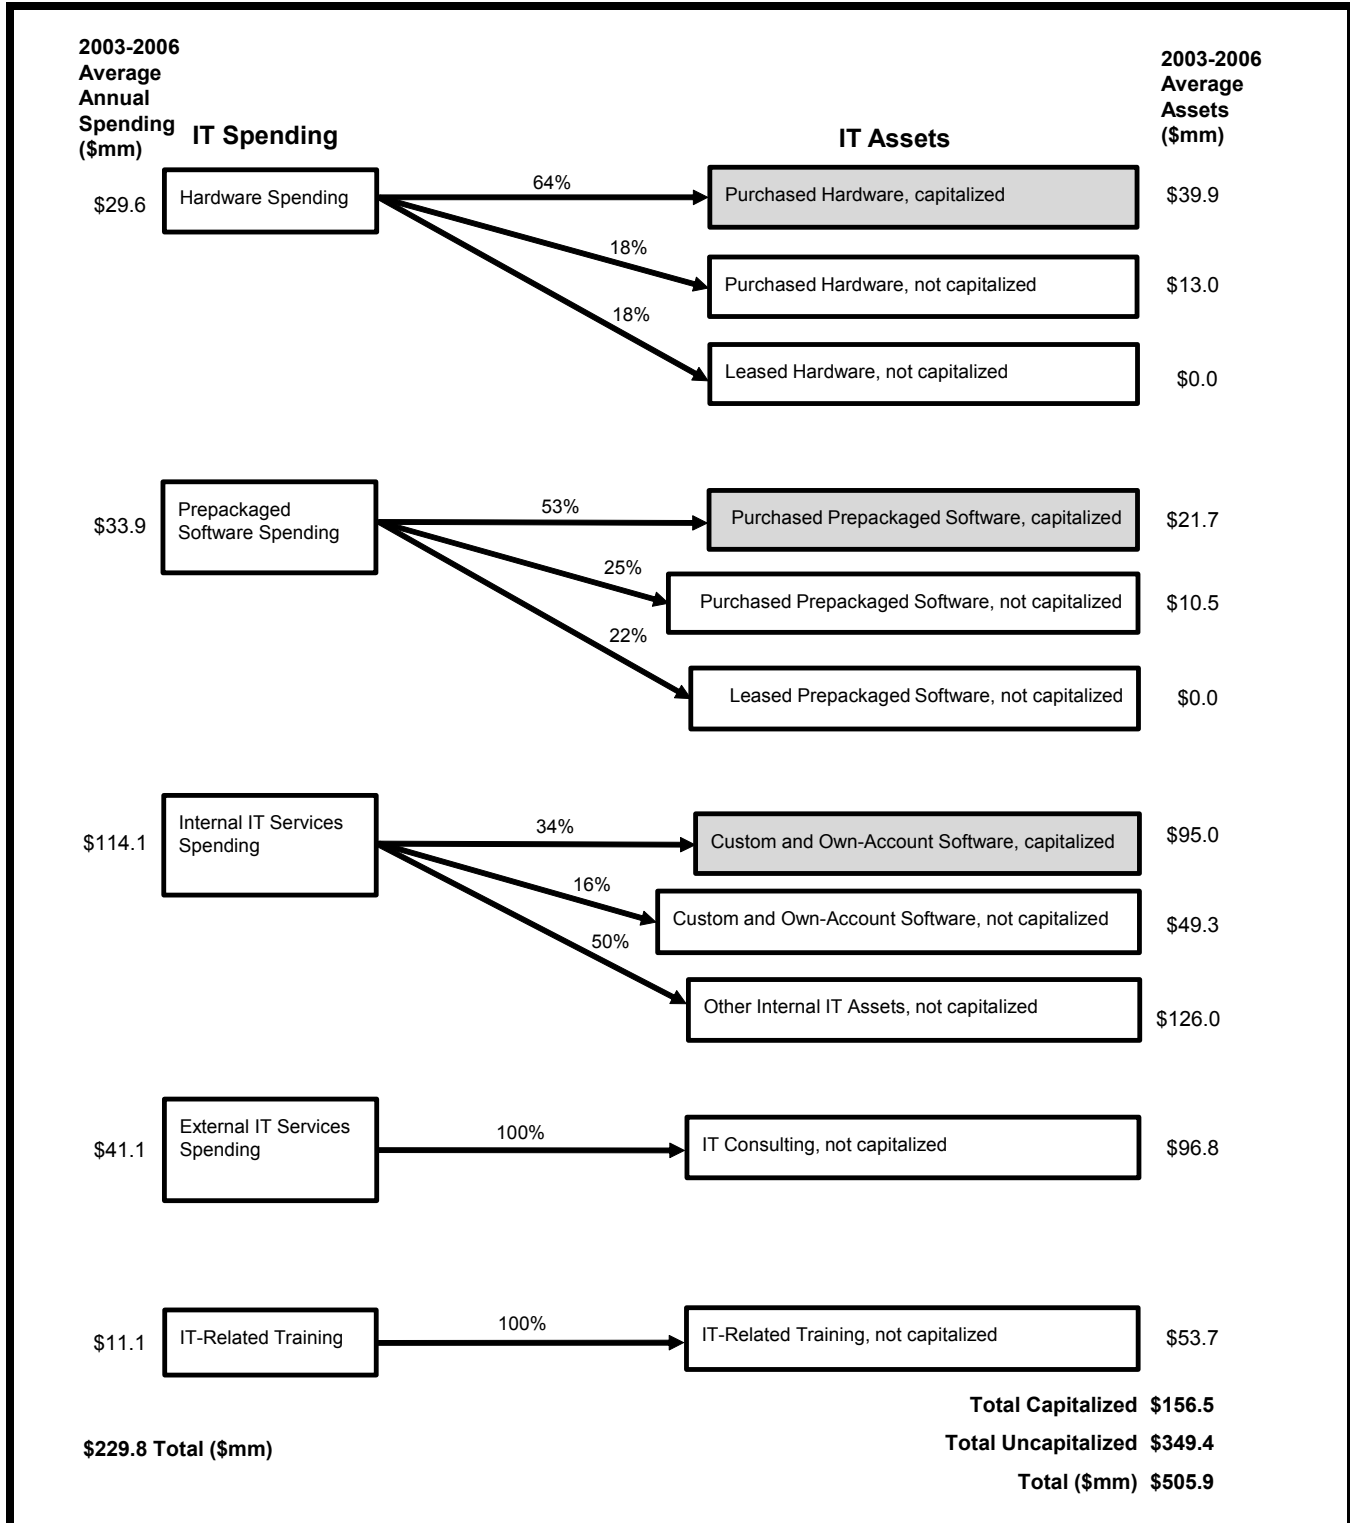 2003-2006
Average
Annual
Spending
($mm)
IT Spending
IT Assets
2003-2006
Average
Assets
($mm)
$29.6
Hardware Spending
64%
Purchased Hardware, capitalized
$39.9
18%
Purchased Hardware, not capitalized
$13.0
18%
Leased Hardware, not capitalized
$0.0
$33.9
Prepackaged
Software Spending
53%
Purchased Prepackaged Software, capitalized
$21.7
25%
Purchased Prepackaged Software, not capitalized
$10.5
22%
Leased Prepackaged Software, not capitalized
$0.0
$114.1
Internal IT Services
Spending
34%
Custom and Own-Account Software, capitalized
$95.0
16%
Custom and Own-Account Software, not capitalized
$49.3
50%
Other Internal IT Assets, not capitalized
$126.0
$41.1
External IT Services
Spending
100%
IT Consulting, not capitalized
$96.8
$11.1
IT-Related Training
100%
IT-Related Training, not capitalized
$53.7
Total Capitalized $156.5
$229.8 Total ($mm)
Total Uncapitalized $349.4
Total ($mm) $505.9